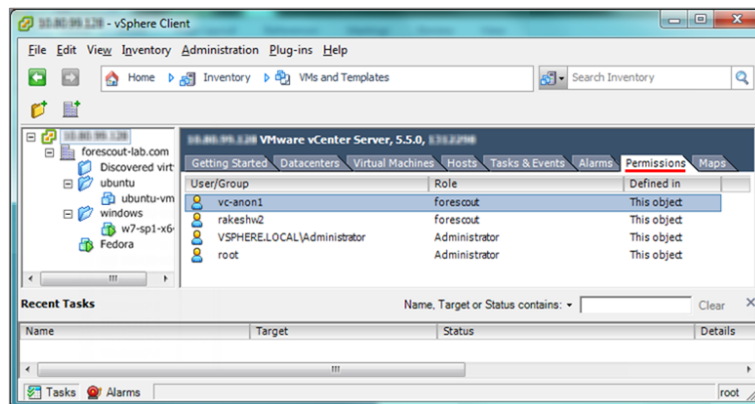 - vSphere Client
File Edit View Inventory Administration Plug-ins Help
Home Inventory VMs and Templates Search Inventory
VMware vCenter Server, 5.5.0,
forescout-lab.com
Discovered virt
ubuntu
ubuntu-vm
windows
w7-sp1-x6
Fedora
Getting Started Datacenters Virtual Machines Hosts Tasks & Events Alarms Permissions Maps
User/Group Role Defined in
vc-anon1 forescout This object
rakeshw2 forescout This object
VSPHERE.LOCAL\Administrator Administrator This object
root Administrator This object
Recent Tasks Name, Target or Status contains: Clear
Name Target Status Details
Tasks Alarms root